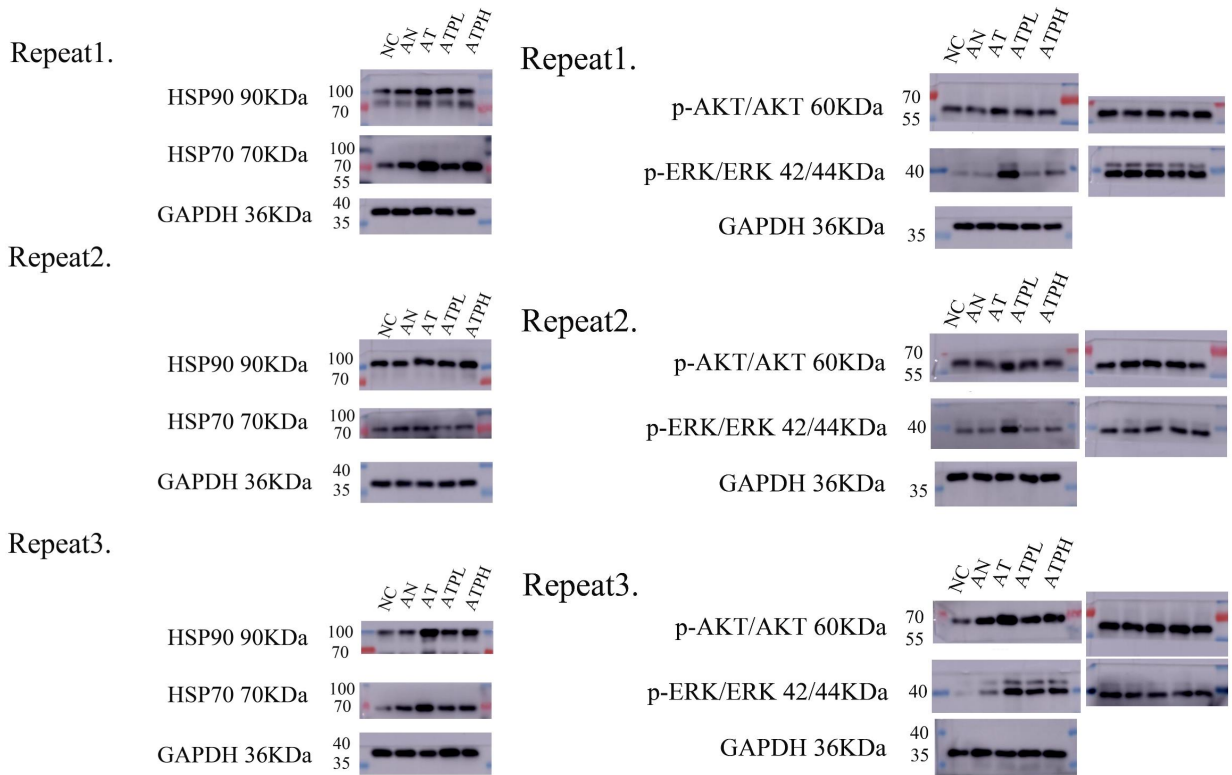 Repeat1.
NC AN AT ATPL ATPH
HSP90 90KDa
100
70
HSP70 70KDa
100
70
55
GAPDH 36KDa
40
35
Repeat2.
NC AN AT ATPL ATPH
HSP90 90KDa
100
70
HSP70 70KDa
100
70
GAPDH 36KDa
40
35
Repeat3.
NC AN AT ATPL ATPH
HSP90 90KDa
100
70
HSP70 70KDa
100
70
GAPDH 36KDa
40
35
Repeat1.
NC AN AT ATPL ATPH
p-AKT/AKT 60KDa
70
55
p-ERK/ERK 42/44KDa
40
GAPDH 36KDa
35
Repeat2.
NC AN AT ATPL ATPH
p-AKT/AKT 60KDa
70
55
p-ERK/ERK 42/44KDa
40
GAPDH 36KDa
35
Repeat3.
NC AN AT ATPL ATPH
p-AKT/AKT 60KDa
70
55
p-ERK/ERK 42/44KDa
40
GAPDH 36KDa
40
35